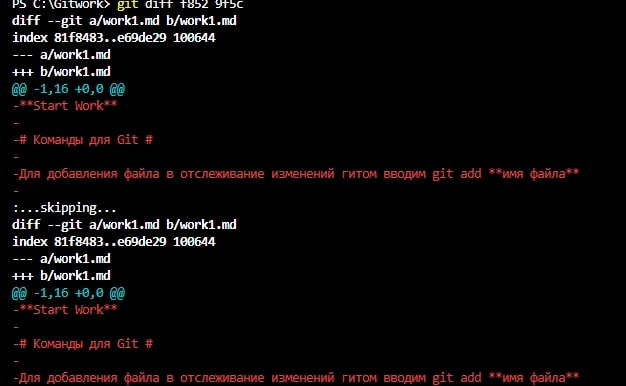 PS C:\Gitwork> git diff f852 9f5c
diff --git a/work1.md b/work1.md
index 81f8483..e69de29 100644
--- a/work1.md
+++ b/work1.md
@@ -1,16 +0,0 @@
-**Start Work**
-
-# Команды для Git #
-
-Для добавления файла в отслеживание изменений гитом вводим git add **имя файла**
-
:...skipping...
diff --git a/work1.md b/work1.md
index 81f8483..e69de29 100644
--- a/work1.md
+++ b/work1.md
@@ -1,16 +0,0 @@
-**Start Work**
-
-# Команды для Git #
-
-Для добавления файла в отслеживание изменений гитом вводим git add **имя файла**